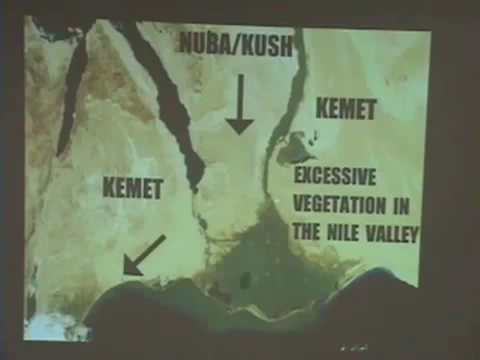 NUBA/KUSH
KEMET
KEMET
EXCESSIVE
VEGETATION IN
THE NILE VALLEY